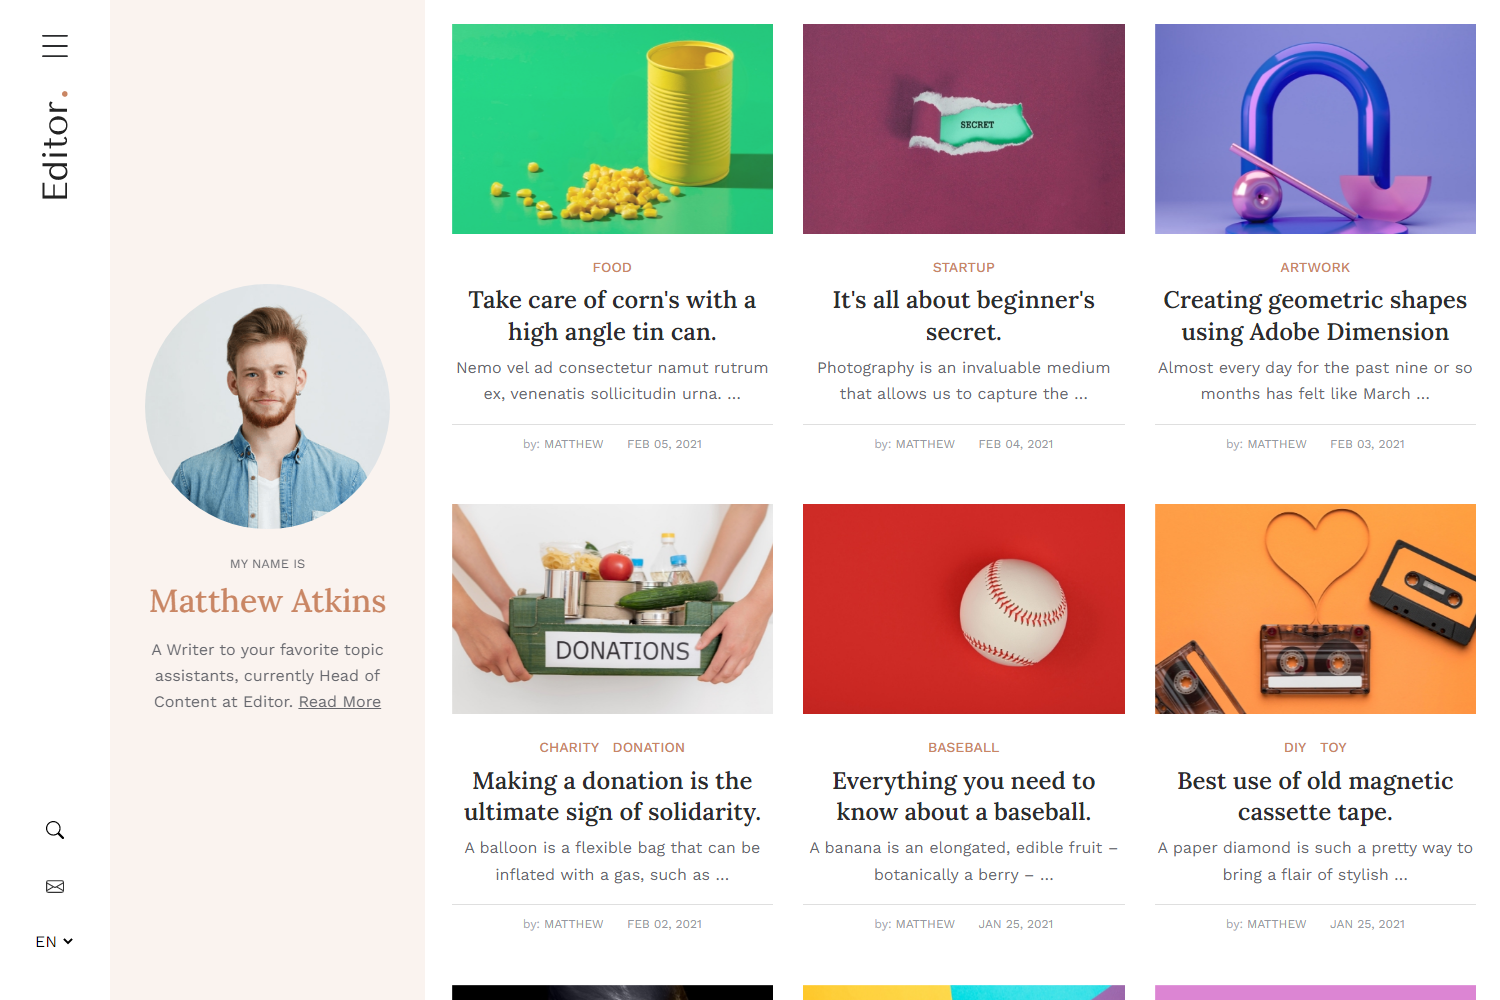 Editor.
MY NAME IS
Matthew Atkins
A Writer to your favorite topic
assistants, currently Head of
Content at Editor. Read More
EN
SECRET
FOOD
Take care of corn's with a
high angle tin can.
Nemo vel ad consectetur namut rutrum
ex, venenatis sollicitudin urna. ...
by: MATTHEW FEB 05, 2021
STARTUP
It's all about beginner's
secret.
Photography is an invaluable medium
that allows us to capture the ...
by: MATTHEW FEB 04, 2021
ARTWORK
Creating geometric shapes
using Adobe Dimension
Almost every day for the past nine or so
months has felt like March ...
by: MATTHEW FEB 03, 2021
DONATIONS
CHARITY DONATION
Making a donation is the
ultimate sign of solidarity.
A balloon is a flexible bag that can be
inflated with a gas, such as ...
by: MATTHEW FEB 02, 2021
BASEBALL
Everything you need to
know about a baseball.
A banana is an elongated, edible fruit –
botanically a berry – ...
by: MATTHEW JAN 25, 2021
DIY TOY
Best use of old magnetic
cassette tape.
A paper diamond is such a pretty way to
bring a flair of stylish ...
by: MATTHEW JAN 25, 2021